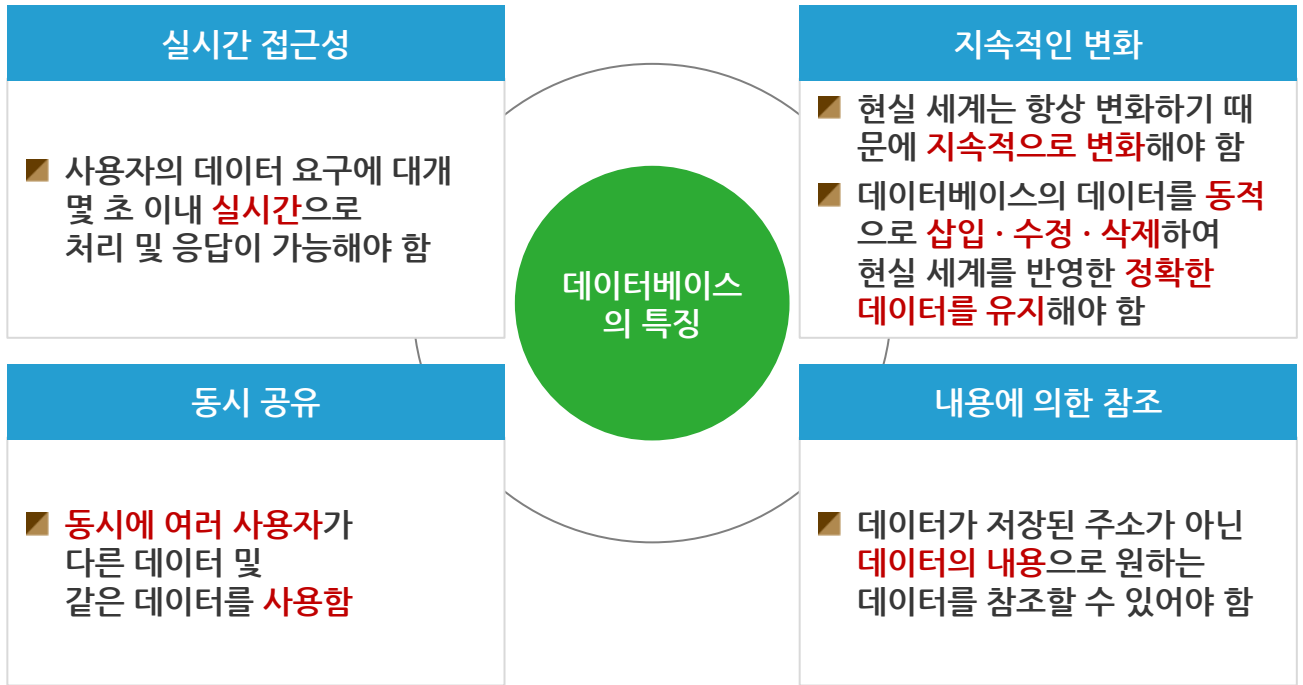 실시간 접근성
사용자의 데이터 요구에 대개
몇 초 이내 실시간으로
처리 및 응답이 가능해야 함
지속적인 변화
현실 세계는 항상 변화하기 때
문에 지속적으로 변화해야 함
데이터베이스의 데이터를 동적
으로 삽입 · 수정 · 삭제하여
현실 세계를 반영한 정확한
데이터를 유지해야 함
데이터베이스
의 특징
동시 공유
동시에 여러 사용자가
다른 데이터 및
같은 데이터를 사용함
내용에 의한 참조
데이터가 저장된 주소가 아닌
데이터의 내용으로 원하는
데이터를 참조할 수 있어야 함